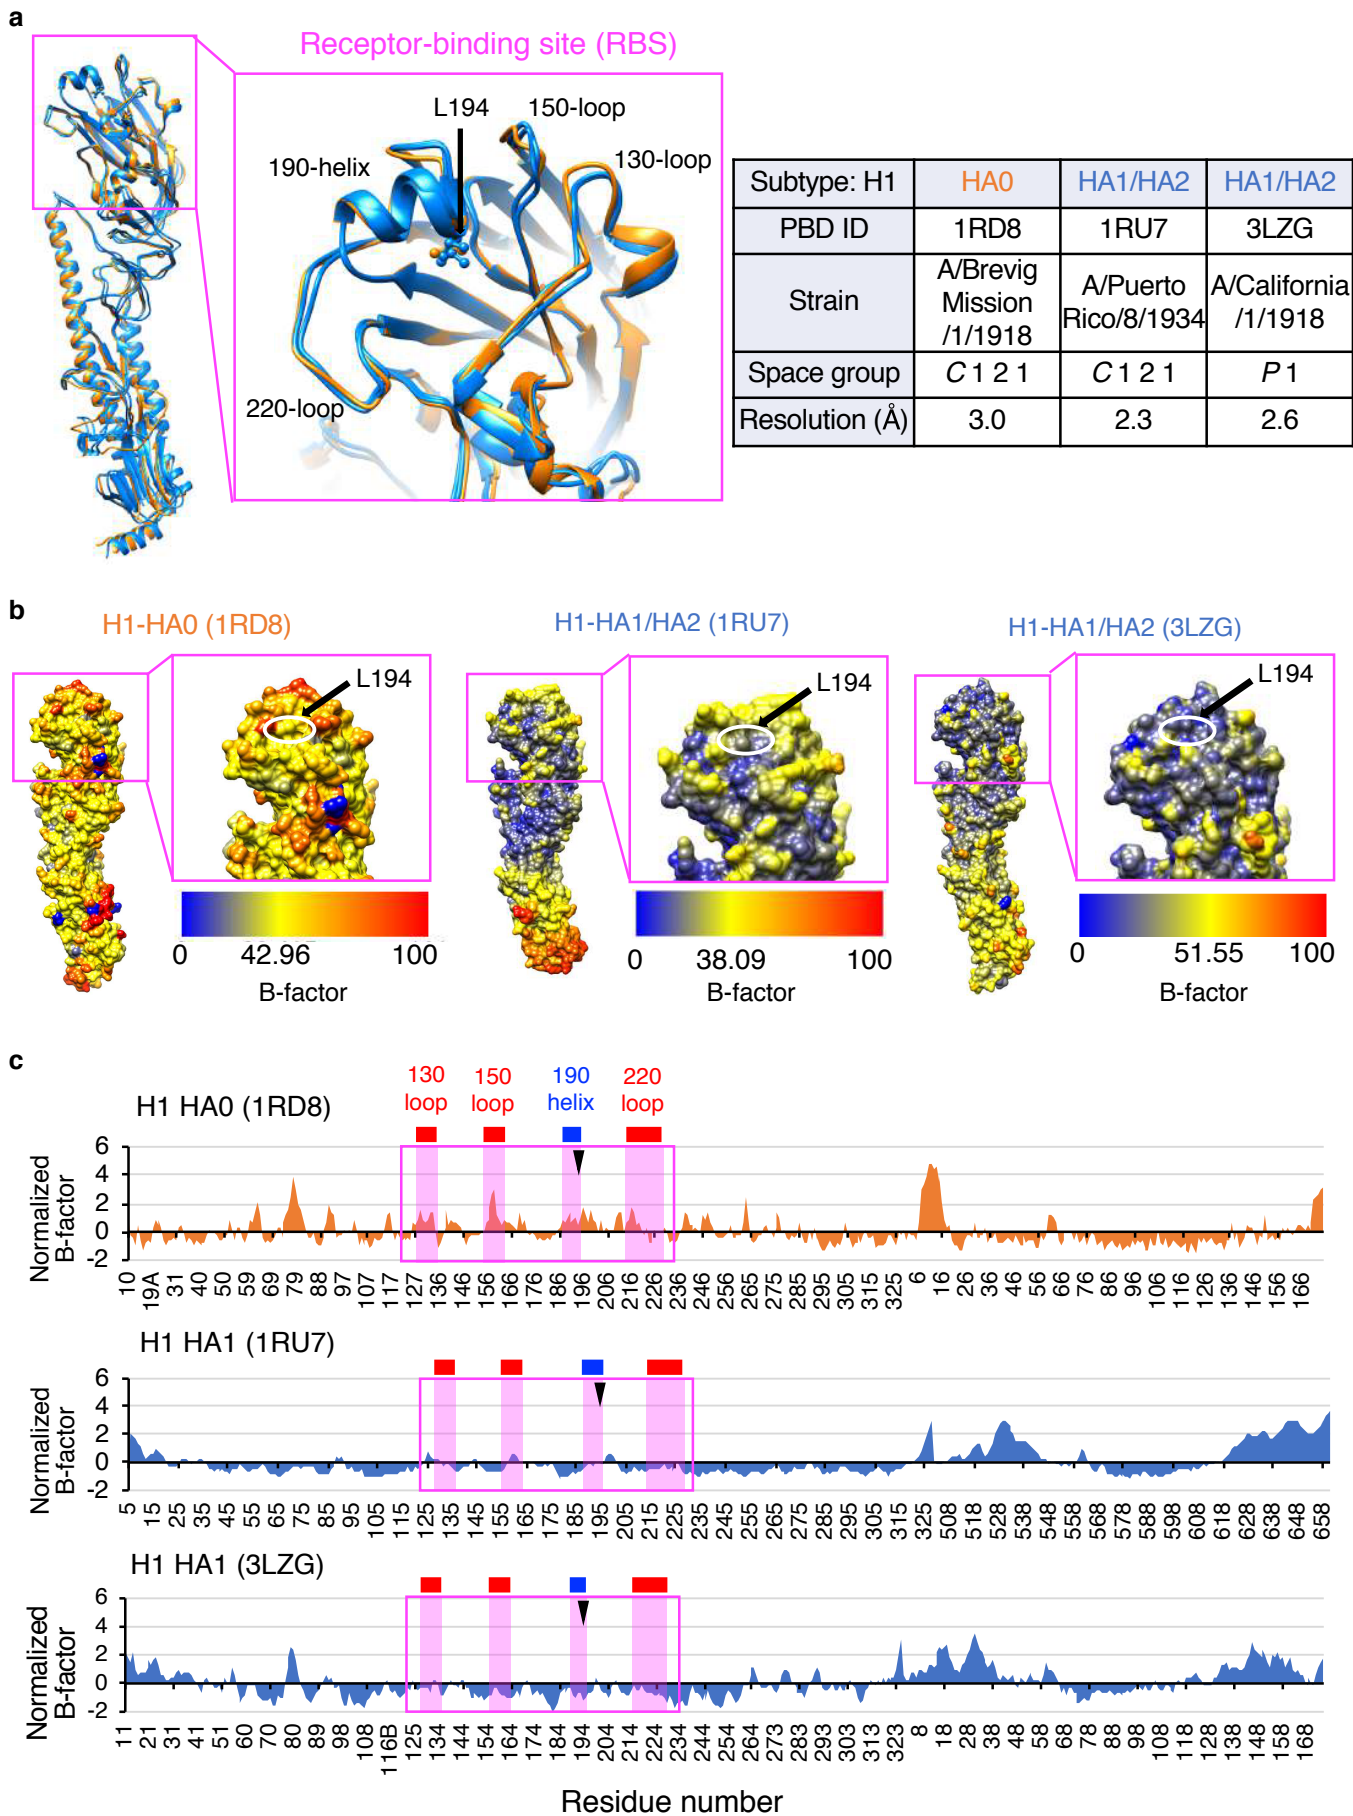 a
Receptor-binding site (RBS)
L194
150-loop
190-helix
130-loop
220-loop
Subtype: H1 HA0 HA1/HA2 HA1/HA2
PBD ID 1RD8 1RU7 3LZG
Strain A/Brevig Mission /1/1918 A/Puerto Rico/8/1934 A/California /1/1918
Space group C 1 2 1 C 1 2 1 P 1
Resolution (Å) 3.0 2.3 2.6
b
H1-HA0 (1RD8)
H1-HA1/HA2 (1RU7)
H1-HA1/HA2 (3LZG)
L194
L194
L194
0 42.96 100
B-factor
0 38.09 100
B-factor
0 51.55 100
B-factor
c
H1 HA0 (1RD8)
130 loop
150 loop
190 helix
220 loop
Normalized B-factor
6
4
2
0
-2
10 19A 31 40 50 59 69 79 88 97 107 117 127 136 146 156 166 176 186 196 206 216 226 236 246 256 265 275 285 295 305 315 325 6 16 26 36 46 56 66 76 86 96 106 116 126 136 146 156 166
H1 HA1 (1RU7)
Normalized B-factor
6
4
2
0
-2
5 15 25 35 45 55 65 75 85 95 105 115 125 135 145 155 165 175 185 195 205 215 225 235 245 255 265 275 285 295 305 315 325 508 518 528 538 548 558 568 578 588 598 608 618 628 638 648 658
H1 HA1 (3LZG)
Normalized B-factor
6
4
2
0
-2
11 21 31 41 51 60 70 80 89 98 108 116B 125 134 144 154 164 174 184 194 204 214 224 234 244 254 264 273 283 293 303 313 323 8 18 28 38 48 58 68 78 88 98 108 118 128 138 148 158 168
Residue number